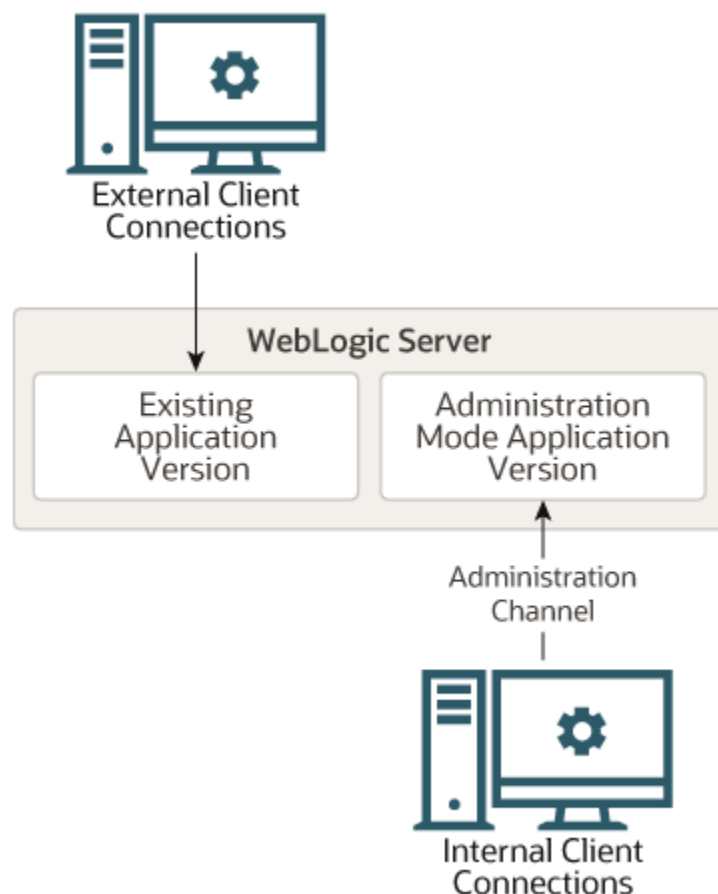 External Client
Connections
WebLogic Server
Existing
Application
Version
Administration
Mode Application
Version
Administration
Channel
Internal Client
Connections